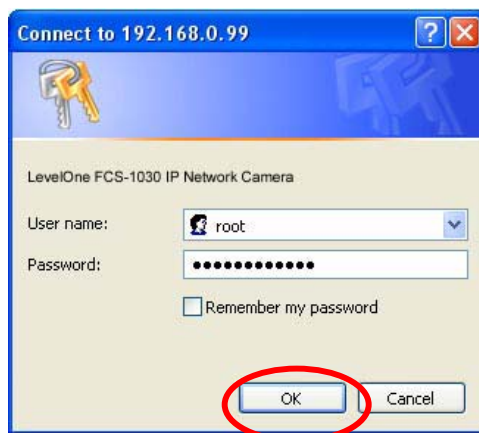 Connect to 192.168.0.99
LevelOne FCS-1030 IP Network Camera
User name:
root
Password:
●●●●●●●●●●●●
Remember my password
OK
Cancel